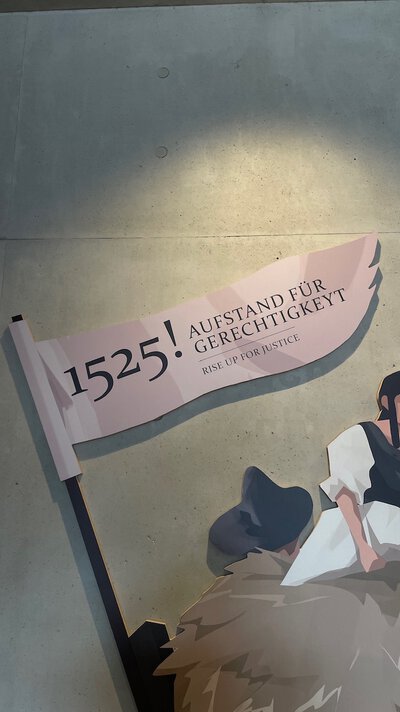 1525!
AUFSTAND FÜR
GERECHTIGKEYT
RISE UP FOR JUSTICE